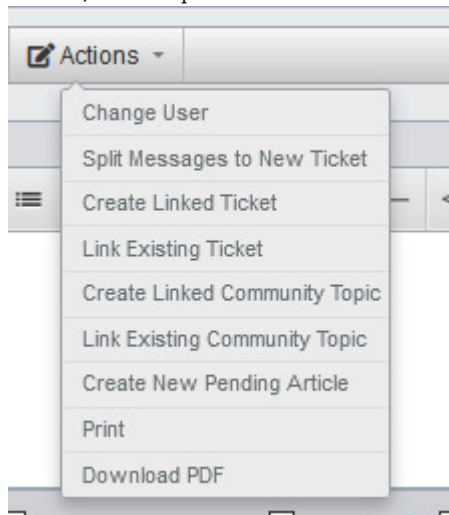 Actions
Change User
Split Messages to New Ticket
Create Linked Ticket
Link Existing Ticket
Create Linked Community Topic
Link Existing Community Topic
Create New Pending Article
Print
Download PDF